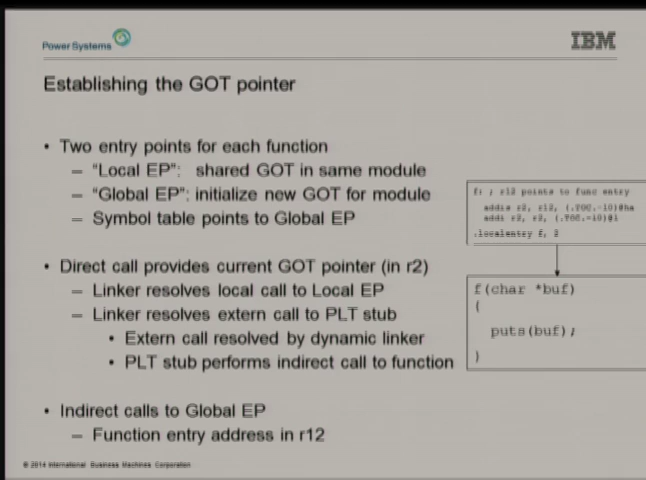 Power Systems
IBM
Establishing the GOT pointer
• Two entry points for each function
– "Local EP": shared GOT in same module
– "Global EP": initialize new GOT for module
– Symbol table points to Global EP
• Direct call provides current GOT pointer (in r2)
– Linker resolves local call to Local EP
– Linker resolves extern call to PLT stub
• Extern call resolved by dynamic linker
• PLT stub performs indirect call to function
• Indirect calls to Global EP
– Function entry address in r12
f: ; r12 points to func entry
addis r2, r12,
addi r2, r2,
.localentry f,
f(char *buf)
{
puts(buf);
}
© 2014 International Business Machines Corporation